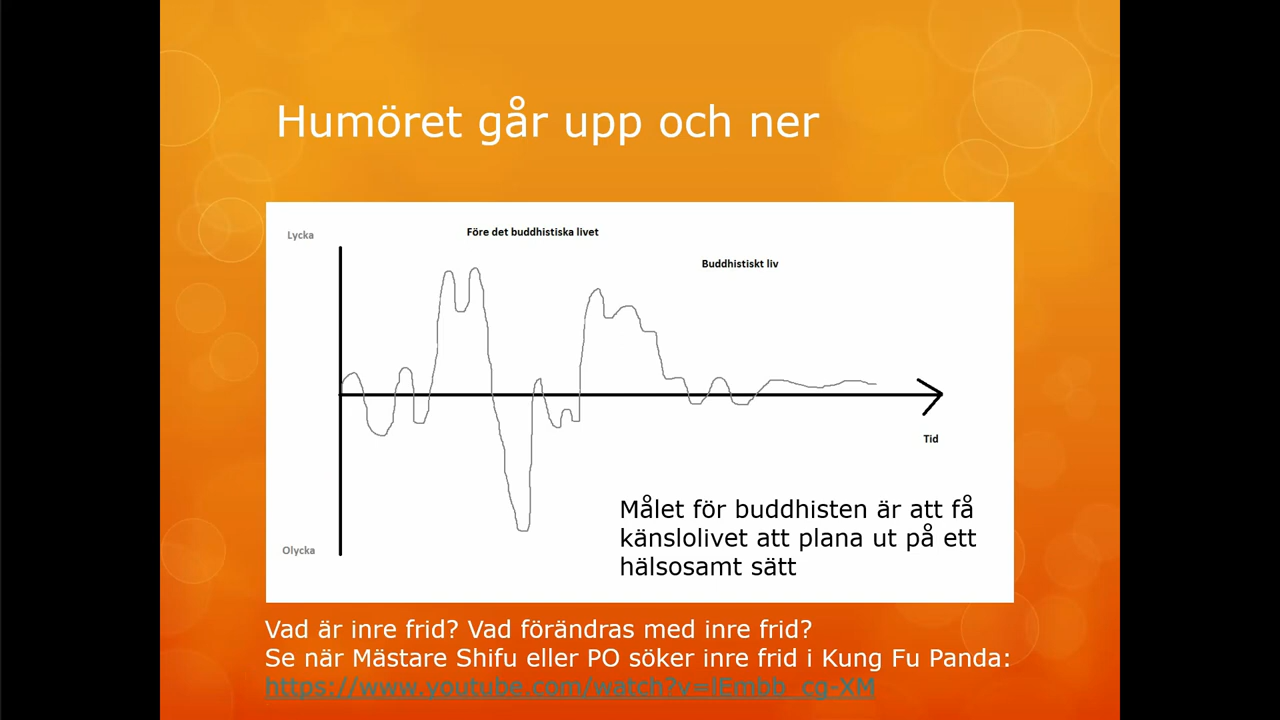 Humöret går upp och ner
Lycka
Före det buddhistiska livet
Buddhistiskt liv
Tid
Olycka
Målet för buddhisten är att få
känslolivet att plana ut på ett
hälsosamt sätt
Vad är inre frid? Vad förändras med inre frid?
Se när Mästare Shifu eller PO söker inre frid i Kung Fu Panda:
https://www.youtube.com/watch?v=lEmbb_cg-XM